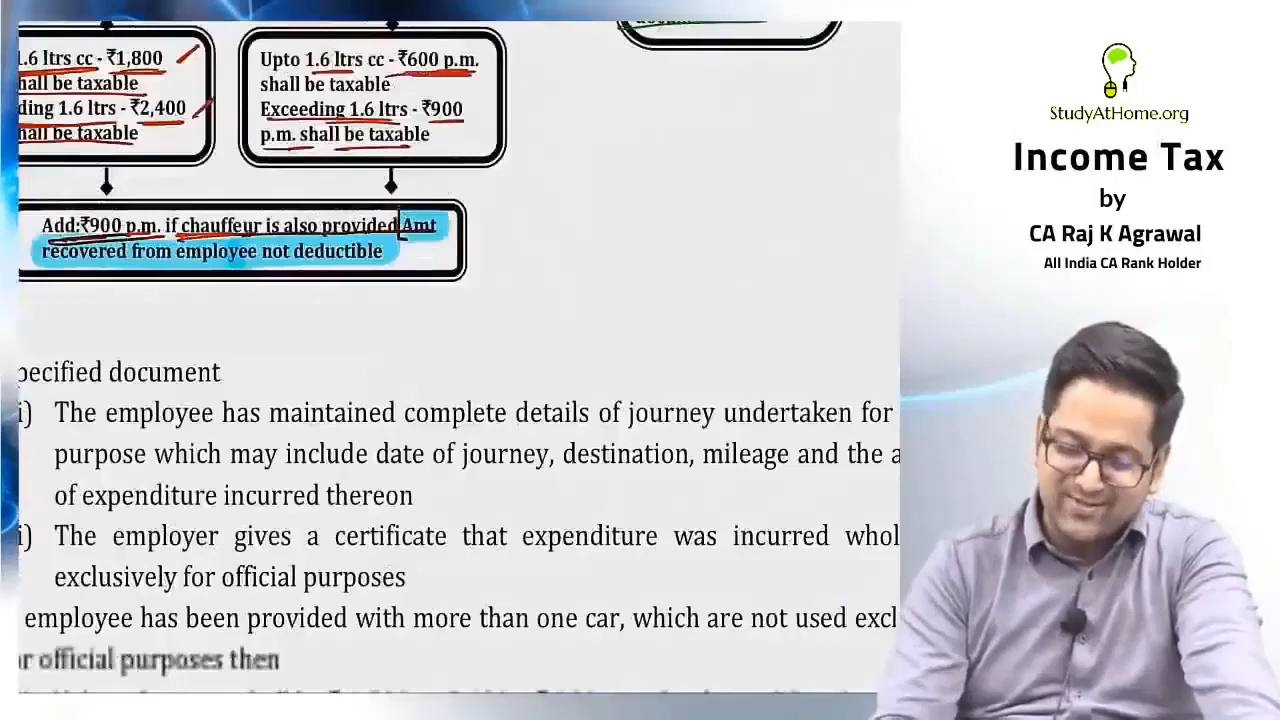 .6 ltrs cc - ₹1,800
shall be taxable
ding 1.6 ltrs - ₹2,400
shall be taxable
Upto 1.6 ltrs cc - ₹600 p.m.
shall be taxable
Exceeding 1.6 ltrs - ₹900
p.m. shall be taxable
Add:₹900 p.m. if chauffeur is also provided Amt
recovered from employee not deductible
pecified document
i) The employee has maintained complete details of journey undertaken for
purpose which may include date of journey, destination, mileage and the a
of expenditure incurred thereon
i) The employer gives a certificate that expenditure was incurred whol
exclusively for official purposes
employee has been provided with more than one car, which are not used excl
r official purposes then
StudyAtHome.org
Income Tax
by
CA Raj K Agrawal
All India CA Rank Holder